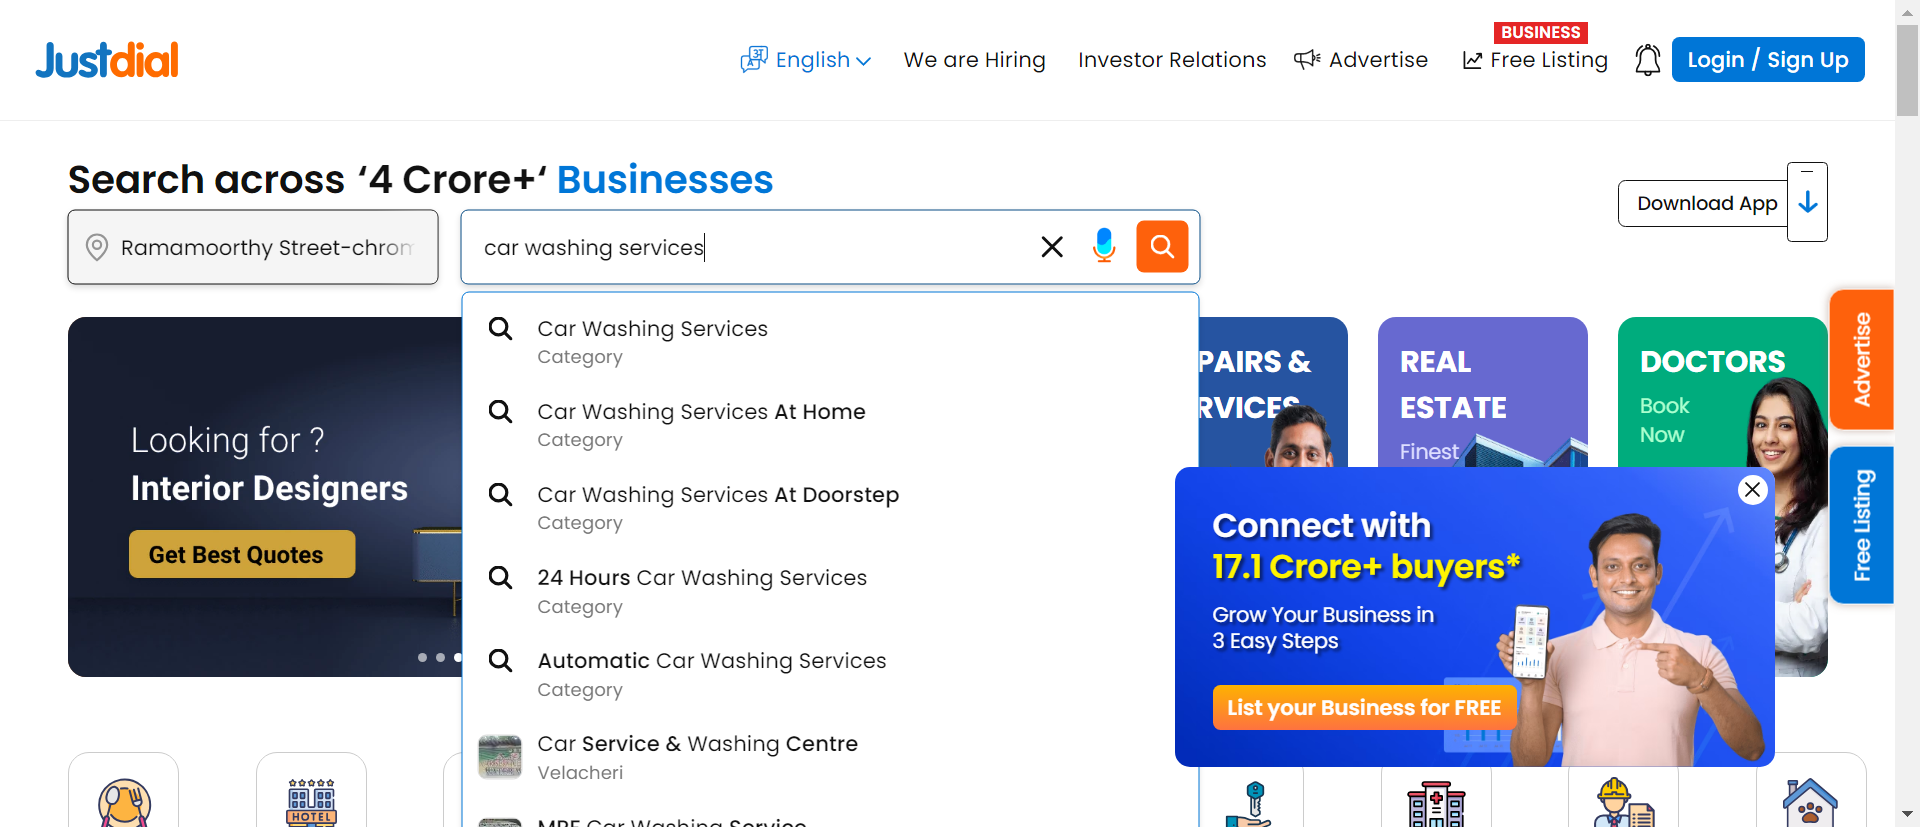 Justdial
English
We are Hiring
Investor Relations
Advertise
BUSINESS
Free Listing
Login / Sign Up
Search across ‘4 Crore+‘ Businesses
Download App
Ramamoorthy Street-chrom
car washing services
Car Washing Services
Category
Car Washing Services At Home
Category
Car Washing Services At Doorstep
Category
24 Hours Car Washing Services
Category
Automatic Car Washing Services
Category
Car Service & Washing Centre
Velacheri
Car Washing Service
Looking for ?
Interior Designers
Get Best Quotes
PAIRS &
RVICES
REAL
ESTATE
Finest
DOCTORS
Book
Now
Advertise
Free Listing
Connect with
17.1 Crore+ buyers*
Grow Your Business in
3 Easy Steps
List your Business for FREE
HOTEL